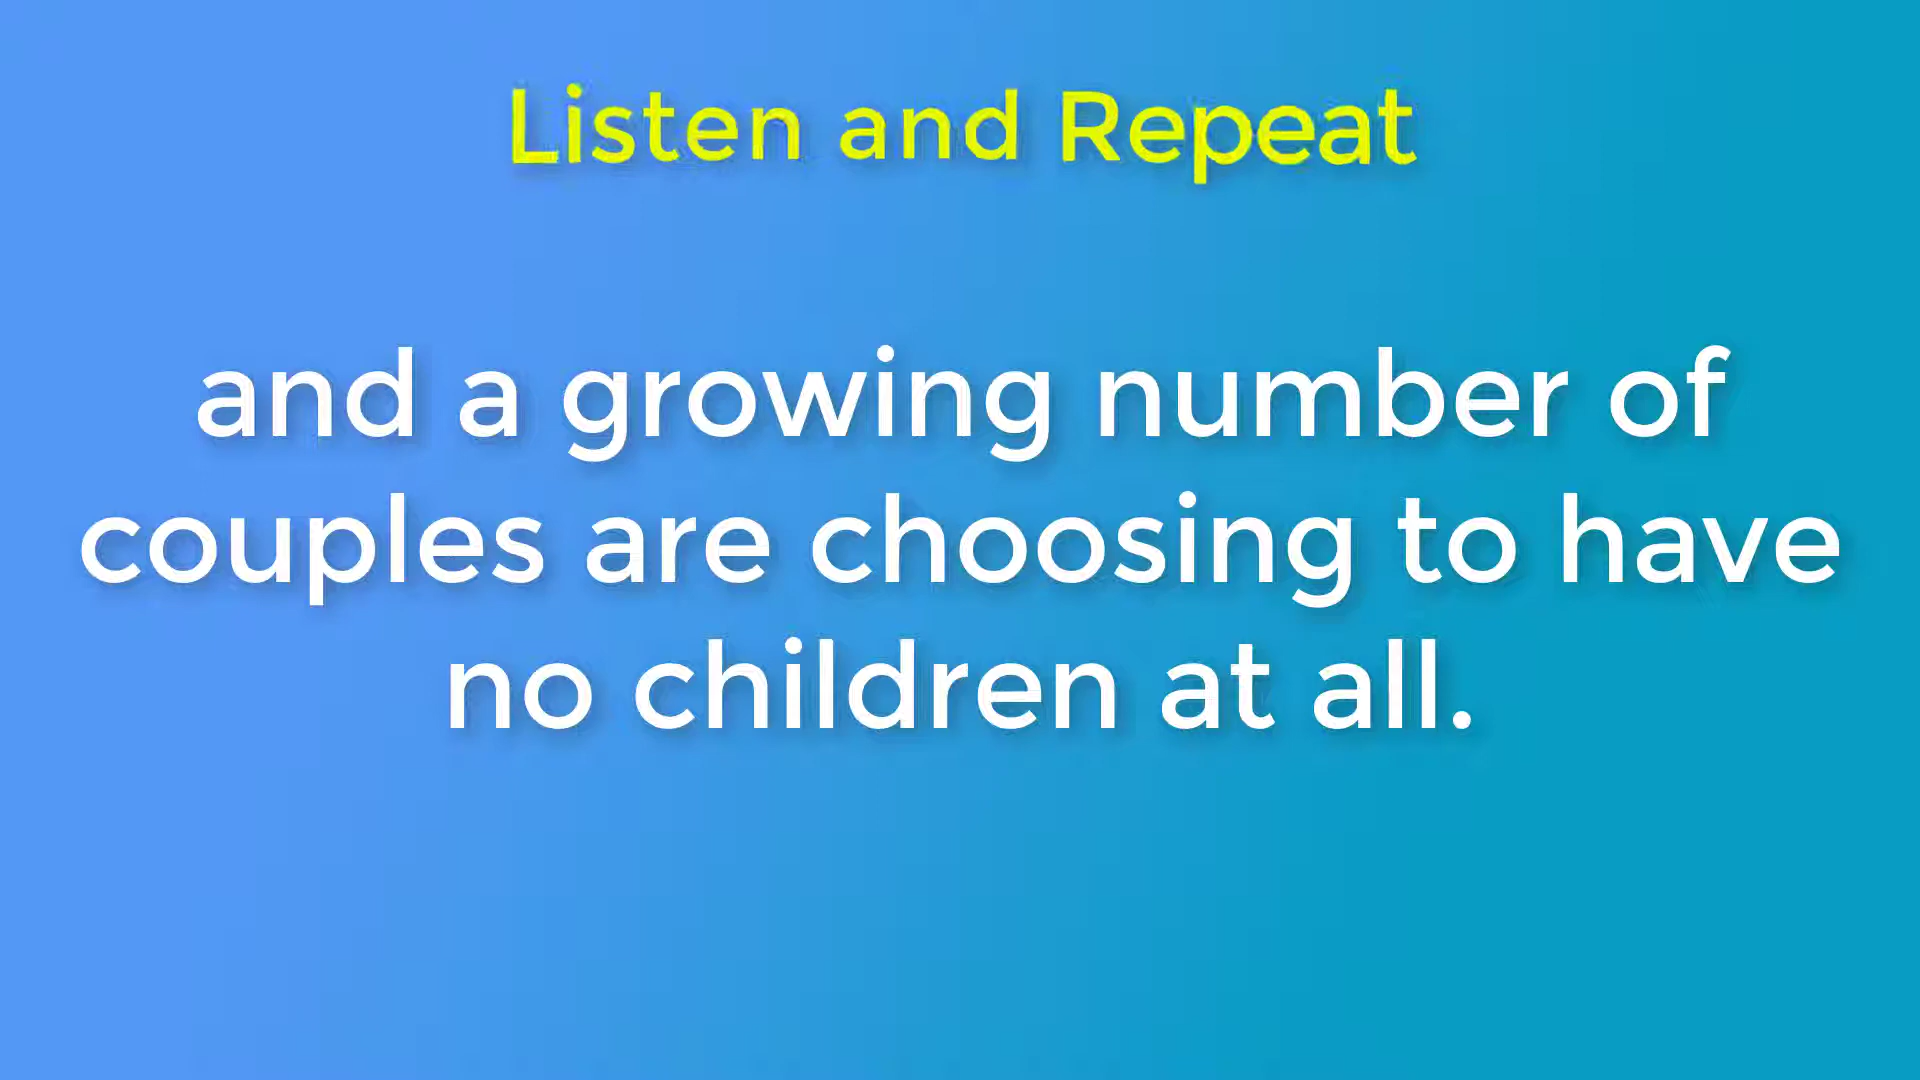 Listen and Repeat
and a growing number of
couples are choosing to have
no children at all.